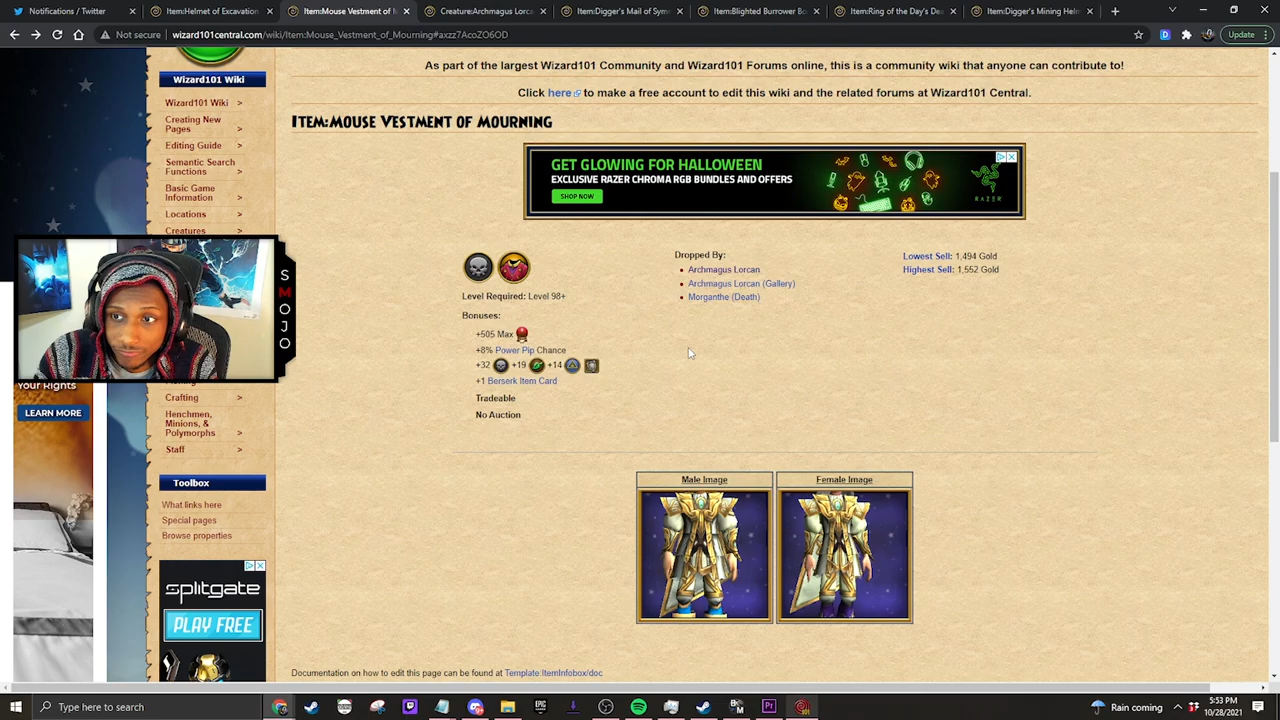 Notifications / Twitter
Item:Helmet of Excavation
Item:Mouse Vestment of M
Creature:Archmagus Lorca
Item:Digger's Mail of Sym
Item:Blighted Burrower Bo
Item:Ring of the Day's Dea
Item:Digger's Mining Helm
Not secure
wizard101central.com/wiki/Item:Mouse_Vestment_of_Mourning#axzz7AcoZO6OD
Update
As part of the largest Wizard101 Community and Wizard101 Forums online, this is a community wiki that anyone can contribute to!
Click here to make a free account to edit this wiki and the related forums at Wizard101 Central.
Wizard101 Wiki
Wizard101 Wiki >
Creating New
Pages >
Editing Guide >
Semantic Search
Functions >
Basic Game
Information >
Locations >
Creatures
Item:Mouse Vestment of Mourning
GET GLOWING FOR HALLOWEEN
EXCLUSIVE RAZER CHROMA RGB BUNDLES AND OFFERS
SHOP NOW
RAZER
S
M
O
J
O
Level Required: Level 98+
Bonuses:
+505 Max
+8% Power Pip Chance
+32 +19 +14
+1 Berserk Item Card
Tradeable
No Auction
Dropped By:
Archmagus Lorcan
Archmagus Lorcan (Gallery)
Morganthe (Death)
Lowest Sell: 1,494 Gold
Highest Sell: 1,552 Gold
Your Rights
LEARN MORE
Crafting >
Henchmen,
Minions, &
Polymorphs >
Staff >
Toolbox
What links here
Special pages
Browse properties
splitgate
PLAY FREE
Male Image
Female Image
Documentation on how to edit this page can be found at Template:ItemInfobox/doc
Type here to search
Rain coming
5:53 PM
10/28/2021